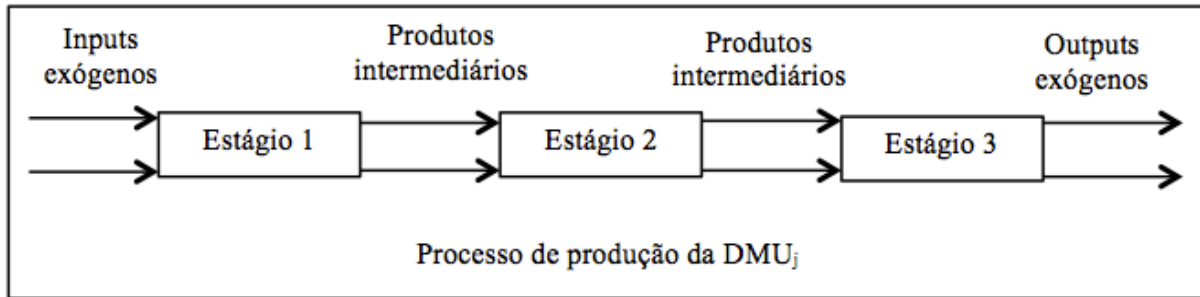 Inputs
exógenos
Produtos
intermediários
Produtos
intermediários
Outputs
exógenos
Estágio 1
Estágio 2
Estágio 3
Processo de produção da DMUj